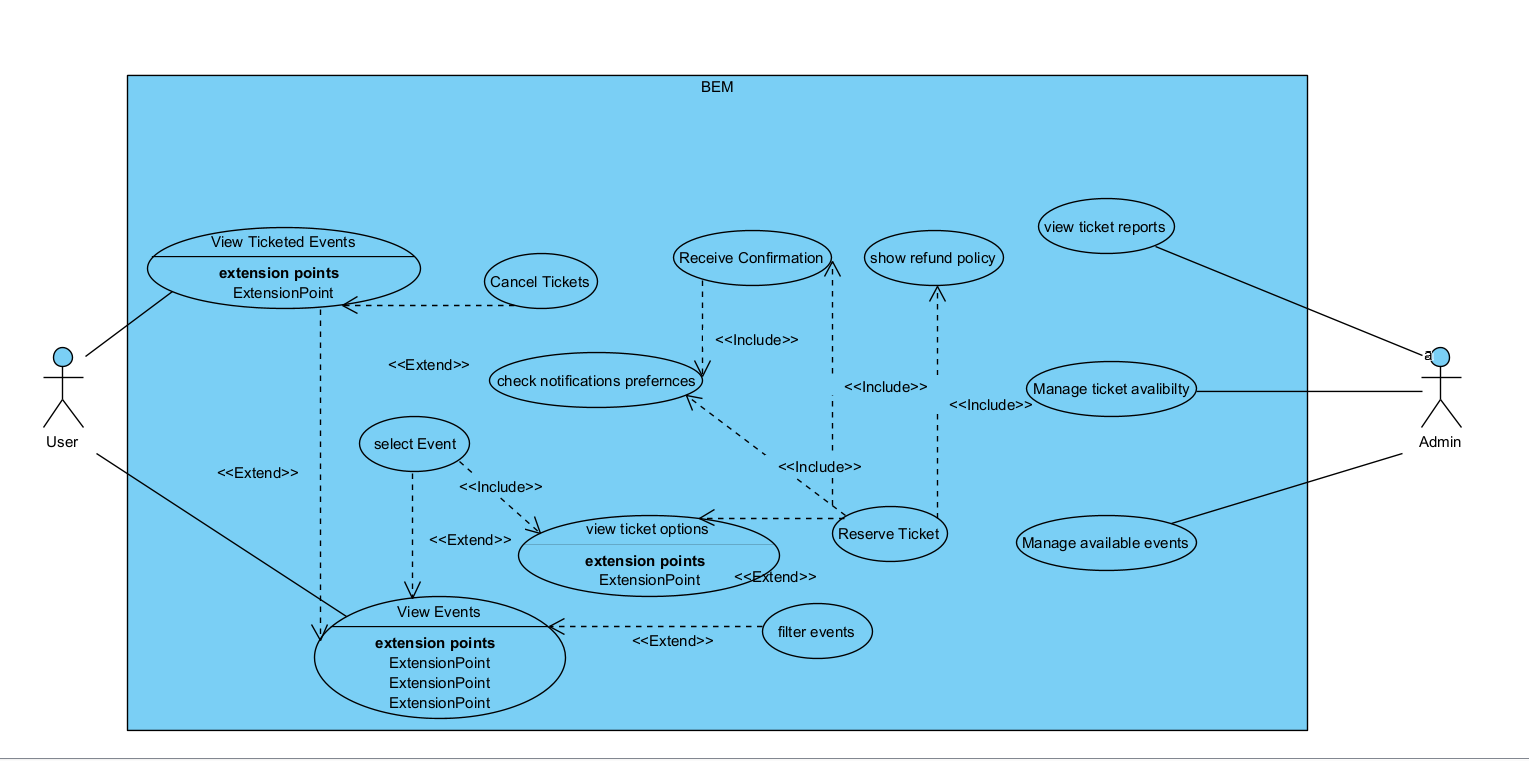 BEM
View Ticketed Events
extension points
ExtensionPoint
Cancel Tickets
Receive Confirmation
show refund policy
view ticket reports
<<Include>>
<<Extend>>
check notifications prefernces
<<Include>>
<<Include>>
Manage ticket avalibilty
a
User
Admin
select Event
<<Extend>>
<<Include>>
<<Include>>
view ticket options
extension points
ExtensionPoint
<<Extend>>
Reserve Ticket
Manage available events
<<Extend>>
View Events
extension points
ExtensionPoint
ExtensionPoint
ExtensionPoint
<<Extend>>
filter events